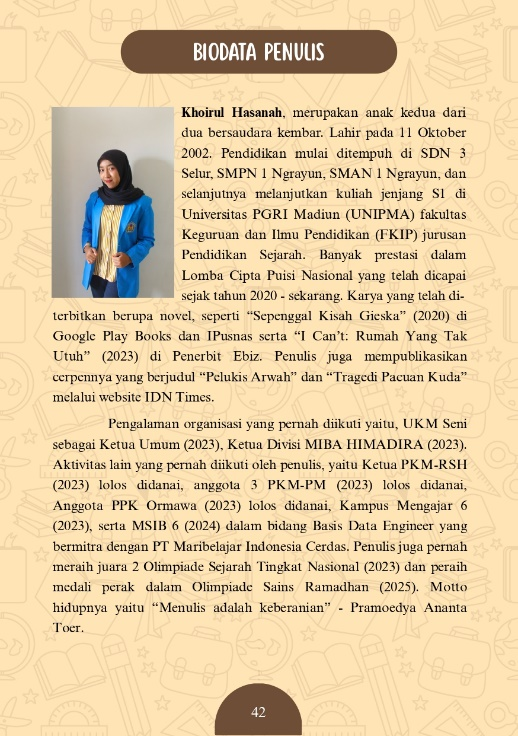 BIODATA PENULIS
Khoirul Hasanah, merupakan anak kedua dari
dua bersaudara kembar. Lahir pada 11 Oktober
2002. Pendidikan mulai ditempuh di SDN 3
Selur, SMPN 1 Ngrayun, SMAN 1 Ngrayun, dan
selanjutnya melanjutkan kuliah jenjang S1 di
Universitas PGRI Madiun (UNIPMA) fakultas
Keguruan dan Ilmu Pendidikan (FKIP) jurusan
Pendidikan Sejarah. Banyak prestasi dalam
Lomba Cipta Puisi Nasional yang telah dicapai
sejak tahun 2020 - sekarang. Karya yang telah di-
terbitkan berupa novel, seperti “Sepenggal Kisah Gieska” (2020) di
Google Play Books dan IPusnas serta “I Can’t: Rumah Yang Tak
Utuh” (2023) di Penerbit Ebiz. Penulis juga mempublikasikan
cerpennya yang berjudul “Pelukis Arwah” dan “Tragedi Pacuan Kuda”
melalui website IDN Times.
Pengalaman organisasi yang pernah diikuti yaitu, UKM Seni
sebagai Ketua Umum (2023), Ketua Divisi MIBA HIMADIRA (2023).
Aktivitas lain yang pernah diikuti oleh penulis, yaitu Ketua PKM-RSH
(2023) lolos didanai, anggota 3 PKM-PM (2023) lolos didanai,
Anggota PPK Ormawa (2023) lolos didanai, Kampus Mengajar 6
(2023), serta MSIB 6 (2024) dalam bidang Basis Data Engineer yang
bermitra dengan PT Maribelajar Indonesia Cerdas. Penulis juga pernah
meraih juara 2 Olimpiade Sejarah Tingkat Nasional (2023) dan peraih
medali perak dalam Olimpiade Sains Ramadhan (2025). Motto
hidupnya yaitu “Menulis adalah keberanian” - Pramoedya Ananta
Toer.
42